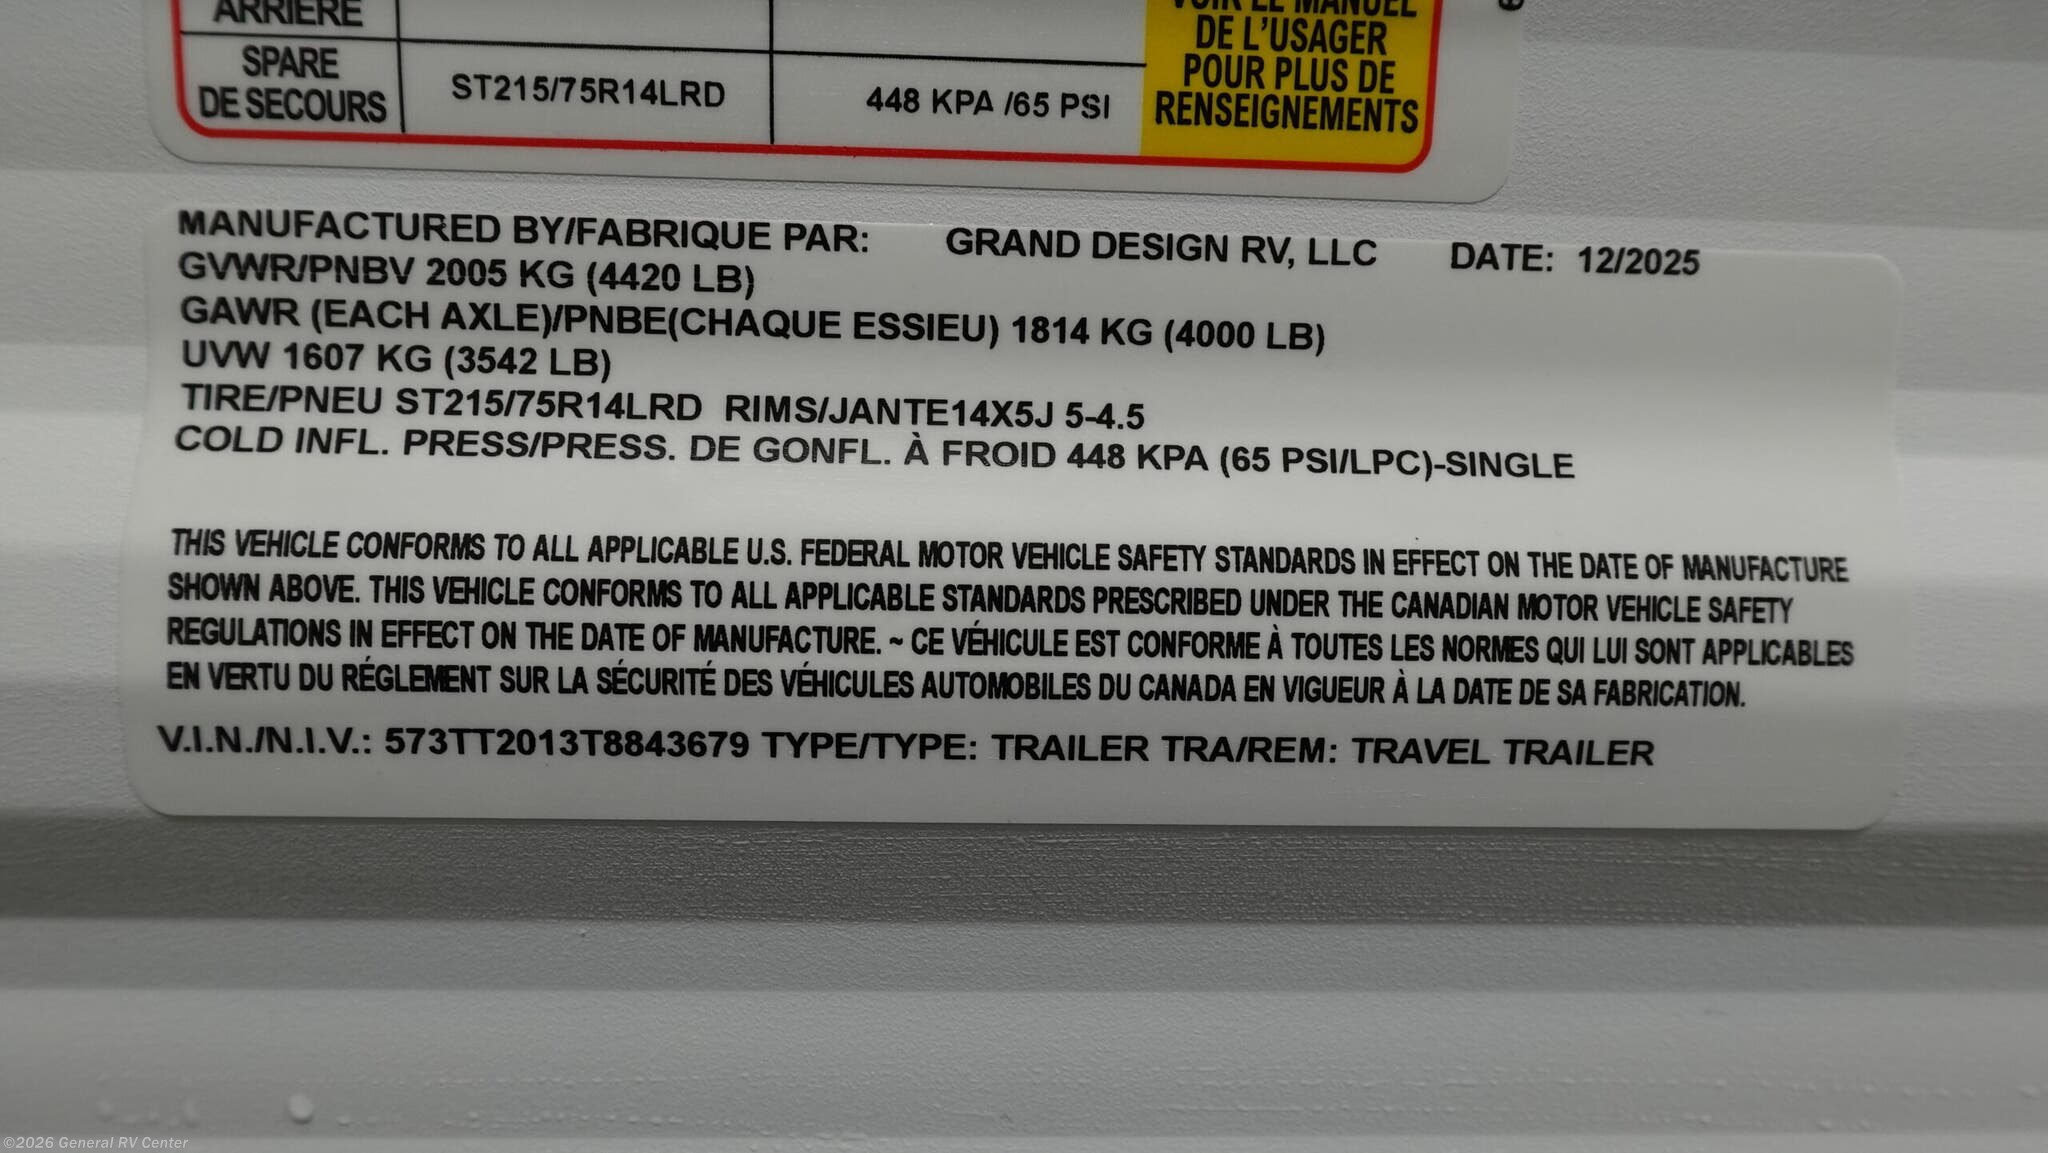 ARRIÈRE
VOIR LE MANUEL
DE L'USAGER
POUR PLUS DE
RENSEIGNEMENTS
SPARE
DE SECOURS
ST215/75R14LRD
448 KPA /65 PSI
MANUFACTURED BY/FABRIQUE PAR: GRAND DESIGN RV, LLC DATE: 12/2025
GVWR/PNBV 2005 KG (4420 LB)
GAWR (EACH AXLE)/PNBE(CHAQUE ESSIEU) 1814 KG (4000 LB)
UVW 1607 KG (3542 LB)
TIRE/PNEU ST215/75R14LRD RIMS/JANTE14X5J 5-4.5
COLD INFL. PRESS/PRESS. DE GONFL. À FROID 448 KPA (65 PSI/LPC)-SINGLE
THIS VEHICLE CONFORMS TO ALL APPLICABLE U.S. FEDERAL MOTOR VEHICLE SAFETY STANDARDS IN EFFECT ON THE DATE OF MANUFACTURE
SHOWN ABOVE. THIS VEHICLE CONFORMS TO ALL APPLICABLE STANDARDS PRESCRIBED UNDER THE CANADIAN MOTOR VEHICLE SAFETY
REGULATIONS IN EFFECT ON THE DATE OF MANUFACTURE. ~ CE VÉHICULE EST CONFORME À TOUTES LES NORMES QUI LUI SONT APPLICABLES
EN VERTU DU RÉGLEMENT SUR LA SÉCURITÉ DES VÉHICULES AUTOMOBILES DU CANADA EN VIGUEUR À LA DATE DE SA FABRICATION.
V.I.N./N.I.V.: 573TT2013T8843679 TYPE/TYPE: TRAILER TRA/REM: TRAVEL TRAILER
©2026 General RV Center